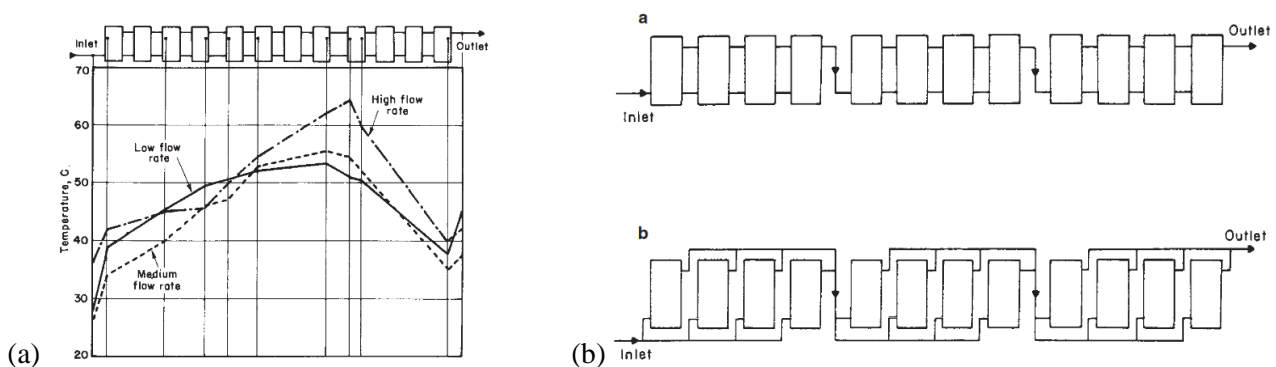 Inlet
Outlet
70
60
50
40
30
20
Temperature, C.
High flow
rate
Low flow
rate
Medium
flow rate
(a)
a
Outlet
Inlet
b
Outlet
Inlet
(b)